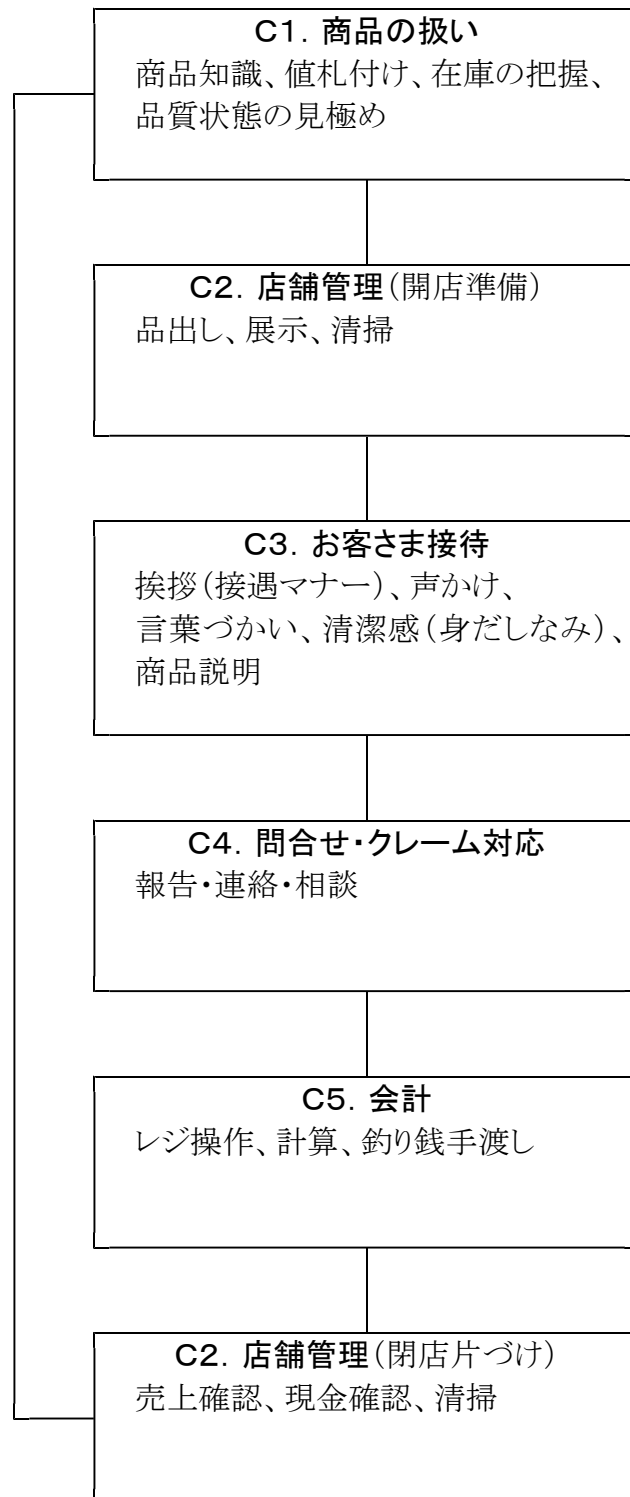 C1. 商品の扱い
商品知識、値札付け、在庫の把握、
品質状態の見極め
C2. 店舗管理(開店準備)
品出し、展示、清掃
C3. お客さま接待
挨拶(接遇マナー)、声かけ、
言葉づかい、清潔感(身だしなみ)、
商品説明
C4. 問合せ・クレーム対応
報告・連絡・相談
C5. 会計
レジ操作、計算、釣り銭手渡し
C2. 店舗管理(閉店片づけ)
売上確認、現金確認、清掃